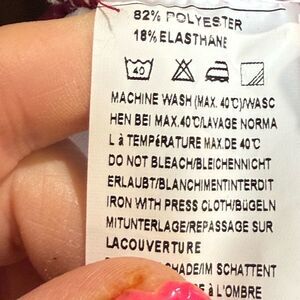 82% POLYESTER
18% ELASTHANE
40
MACHINE WASH (MAX. 40℃)/WASC
HEN BEI MAX.40℃/LAVAGE NORMA
L à TEMPÉRATURE MAX.DE 40℃
DO NOT BLEACH/BLEICHENNICHT
ERLAUBT/BLANCHIMENTINTERDIT
IRON WITH PRESS CLOTH/BÜGELN
MITUNTERLAGE/REPASSAGE SUR
LACOUVERTURE
SHADE/IM SCHATTEN
À L'OMBRE